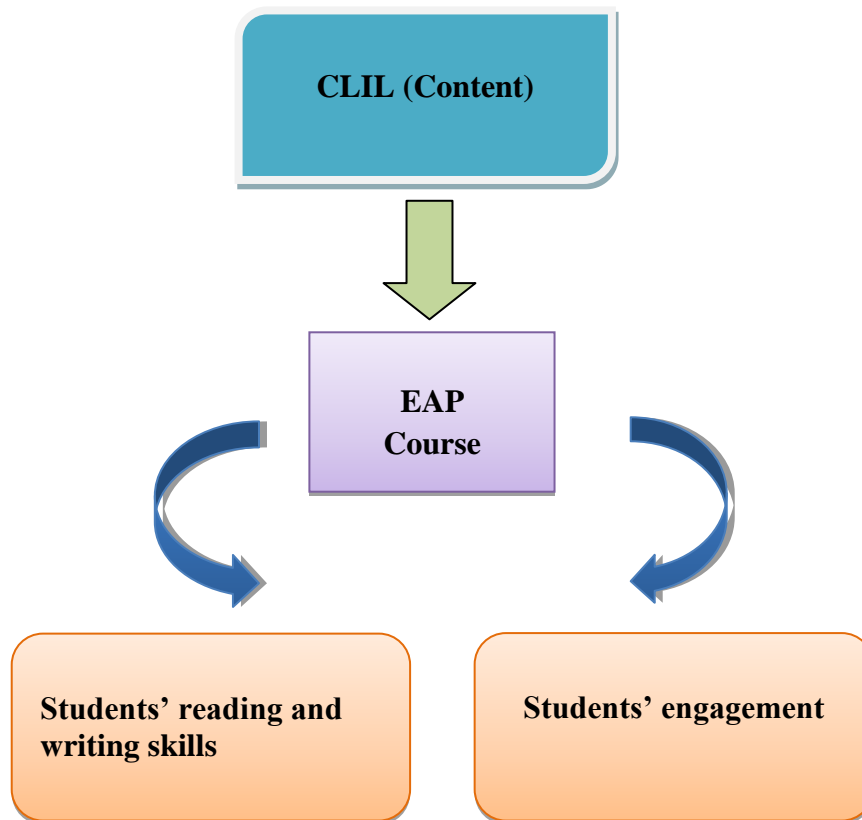 CLIL (Content)
EAP
Course
Students’ reading and
writing skills
Students’ engagement